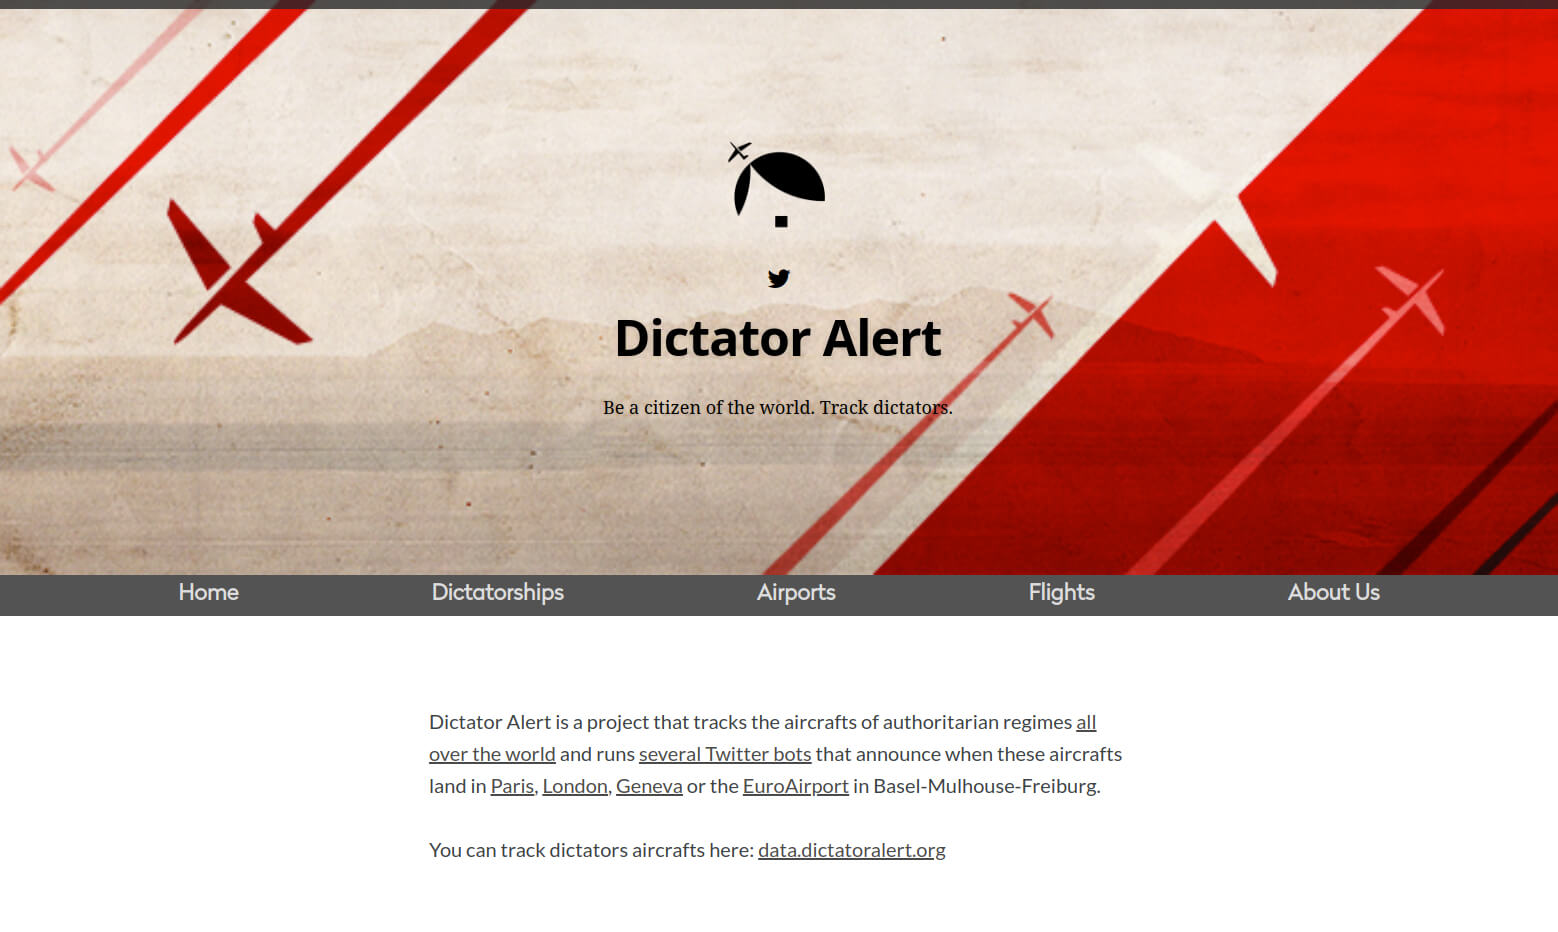 Dictator Alert
Be a citizen of the world. Track dictators.
Home Dictatorships Airports Flights About Us
Dictator Alert is a project that tracks the aircrafts of authoritarian regimes all
over the world and runs several Twitter bots that announce when these aircrafts
land in Paris, London, Geneva or the EuroAirport in Basel-Mulhouse-Freiburg.
You can track dictators aircrafts here: data.dictatoralert.org